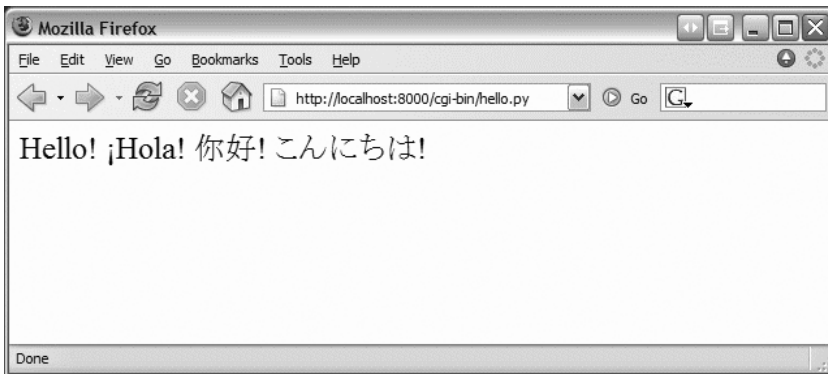 Mozilla Firefox
File Edit View Go Bookmarks Tools Help
http://localhost:8000/cgi-bin/hello.py Go G
Hello! ¡Hola! 你好! こんにちは!
Done